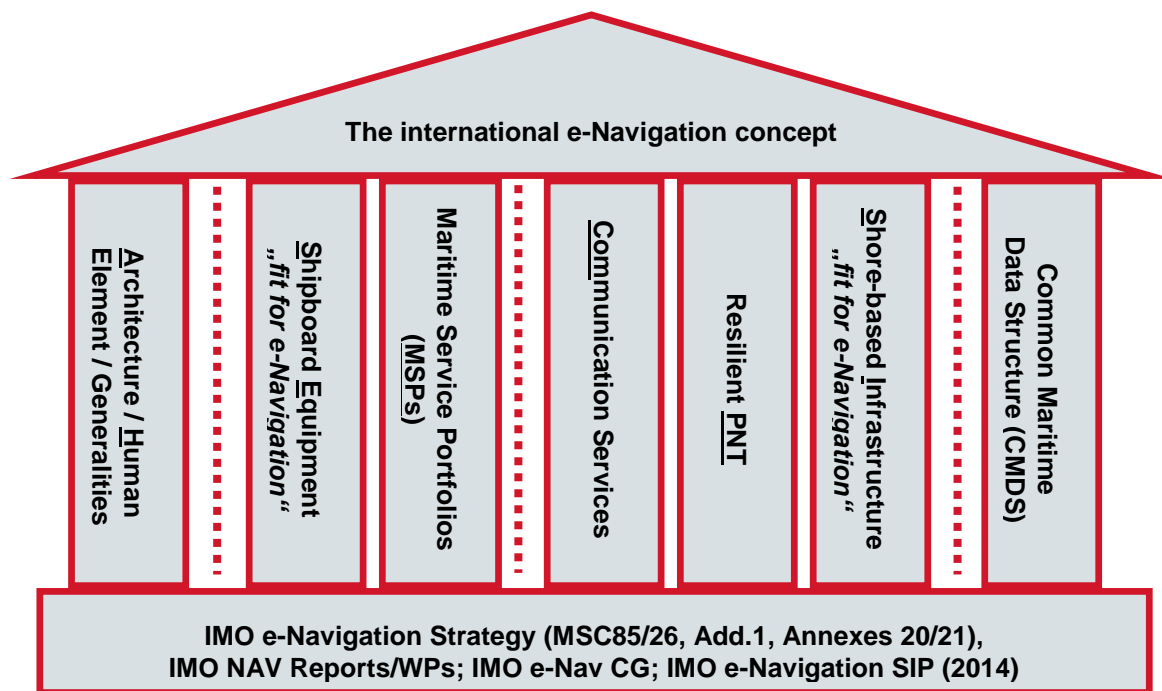 The international e-Navigation concept
Architecture / Human
Element / Generalities
Shipboard Equipment
„fit for e-Navigation“
Maritime Service Portfolios
(MSPs)
Communication Services
Resilient PNT
Shore-based Infrastructure
„fit for e-Navigation“
Common Maritime
Data Structure (CMDS)
IMO e-Navigation Strategy (MSC85/26, Add.1, Annexes 20/21),
IMO NAV Reports/WPs; IMO e-Nav CG; IMO e-Navigation SIP (2014)